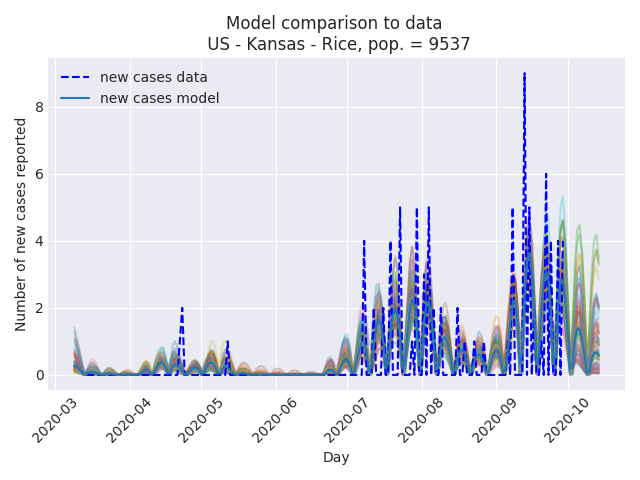 Model comparison to data
US - Kansas - Rice, pop. = 9537
new cases data
new cases model
Number of new cases reported
8
6
4
2
0
2020-03
2020-04
2020-05
2020-06
2020-07
2020-08
2020-09
2020-10
Day